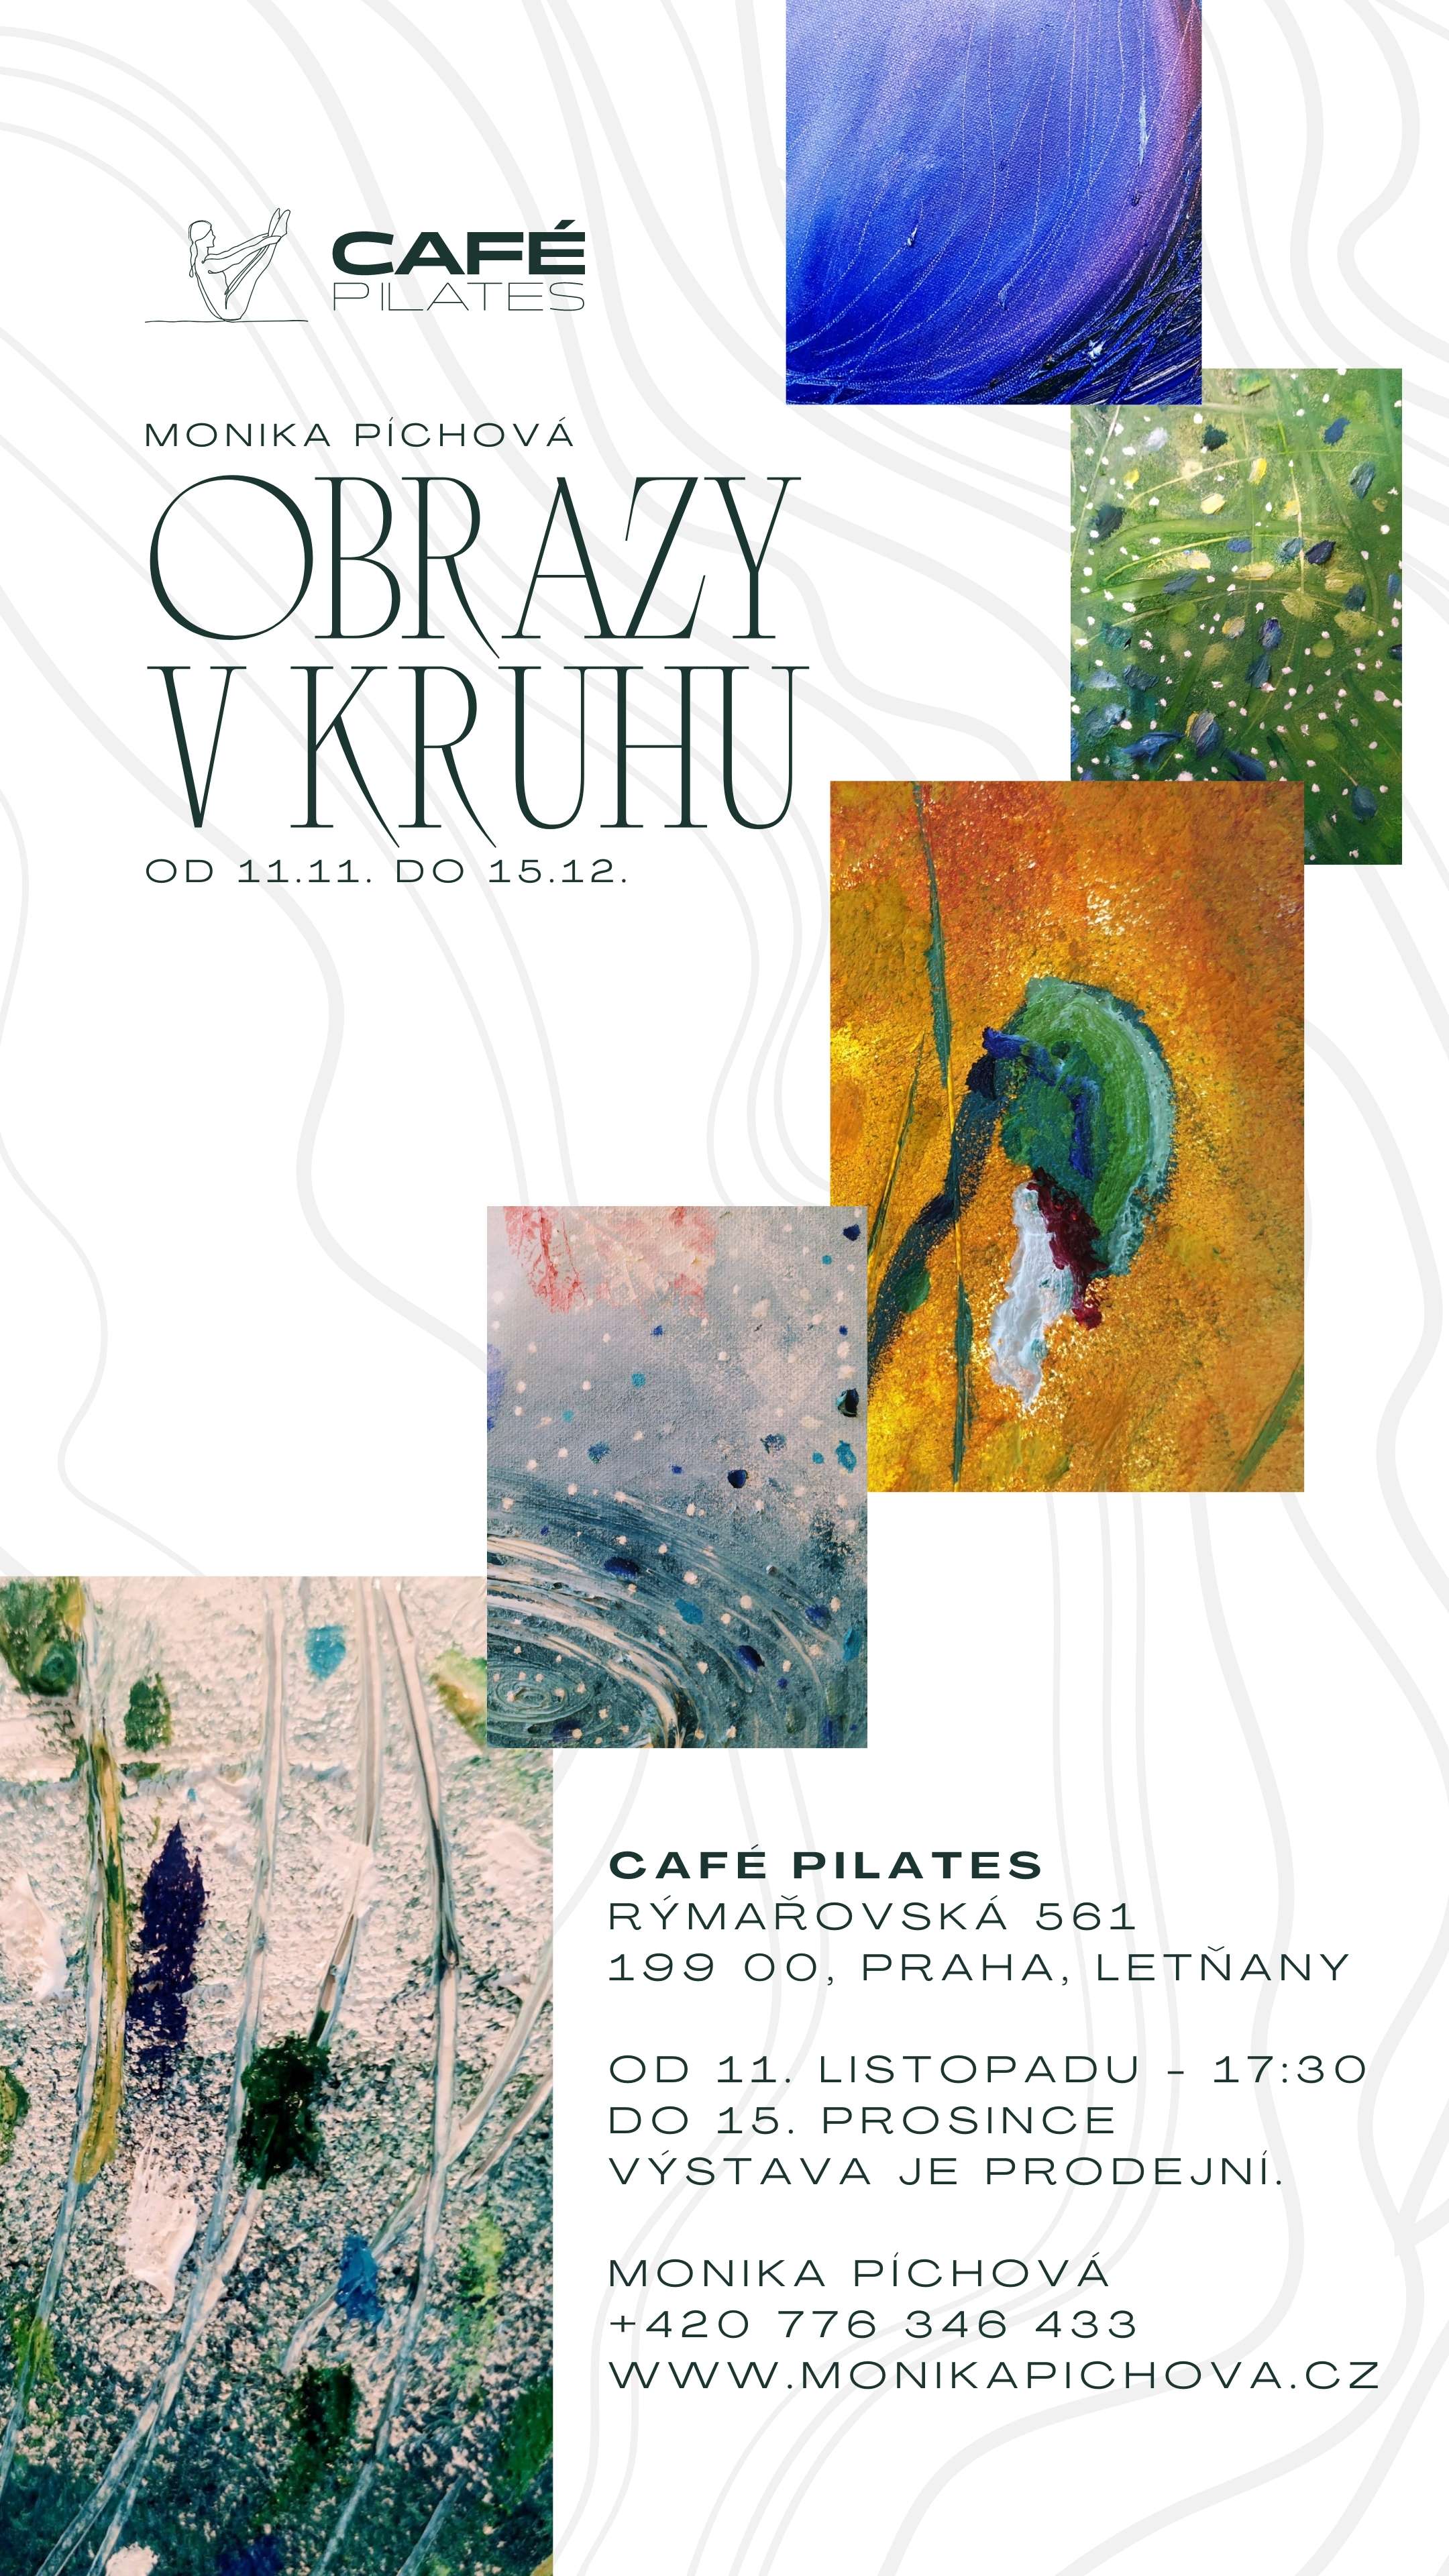 CAFÉ
PILATES
MONIKA PÍCHOVÁ
OBRAZY
V KRUHU
OD 11.11. DO 15.12.
CAFÉ PILATES
RÝMAŘOVSKÁ 561
199 00, PRAHA, LETŇANY
OD 11. LISTOPADU – 17:30
DO 15. PROSINCE
VÝSTAVA JE PRODEJNÍ.
MONIKA PÍCHOVÁ
+420 776 346 433
WWW.MONIKAPICHOVA.CZ